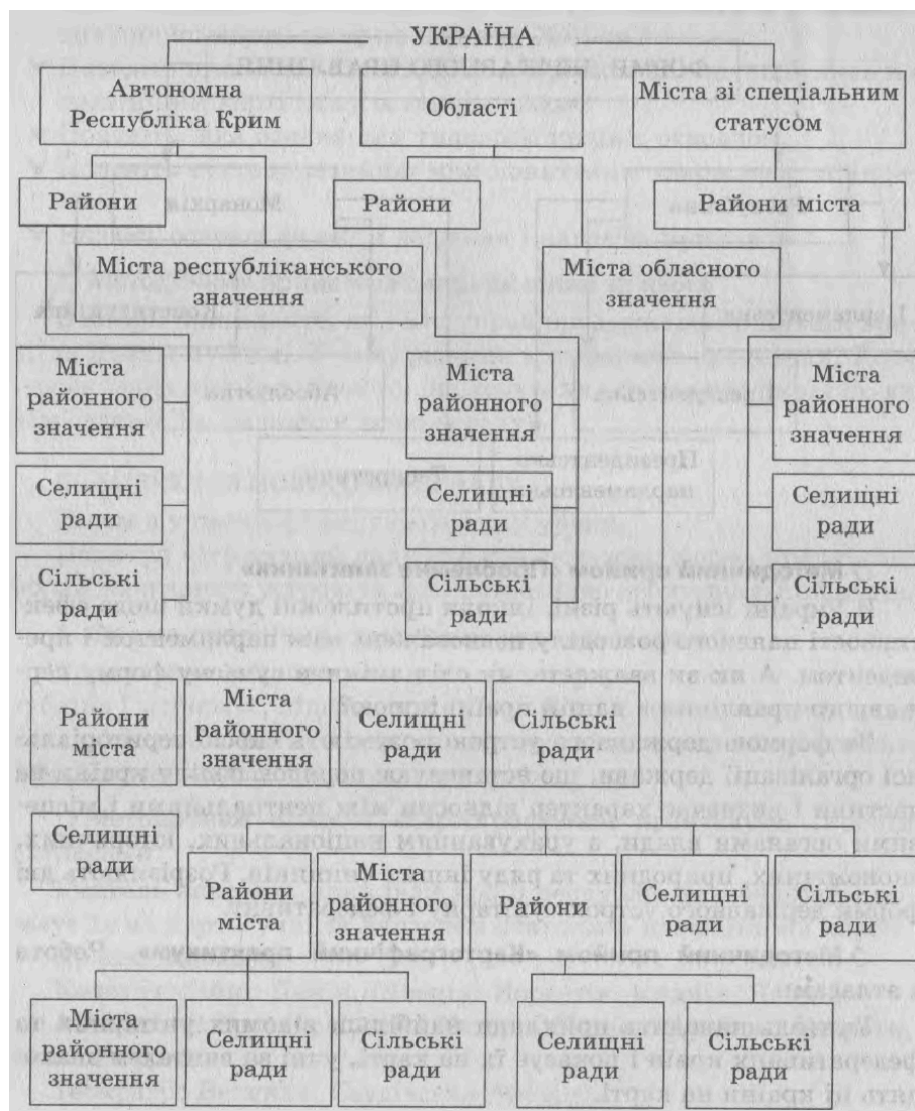 УКРАЇНА
Автономна
Республіка Крим
Області
Міста зі спеціальним
статусом
Райони
Райони
Райони міста
Міста республіканського
значення
Міста обласного
значення
Міста
районного
значення
Міста
районного
значення
Міста
районного
значення
Селищні
ради
Селищні
ради
Селищні
ради
Сільські
ради
Сільські
ради
Сільські
ради
Райони
міста
Міста
районного
значення
Селищні
ради
Сільські
ради
Селищні
ради
Райони
міста
Міста
районного
значення
Райони
Селищні
ради
Сільські
ради
Міста
районного
значення
Селищні
ради
Сільські
ради
Селищні
ради
Сільські
ради